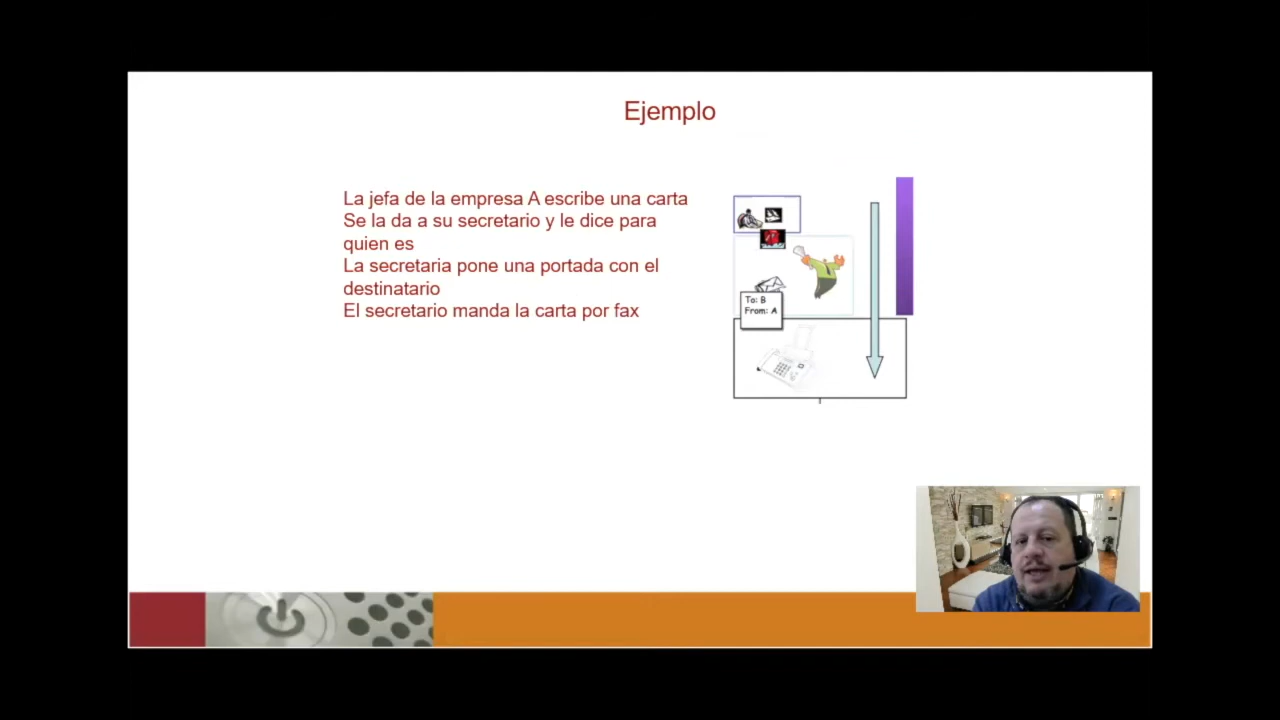 Ejemplo
La jefa de la empresa A escribe una carta
Se la da a su secretario y le dice para
quien es
La secretaria pone una portada con el
destinatario
El secretario manda la carta por fax
To: B
From: A